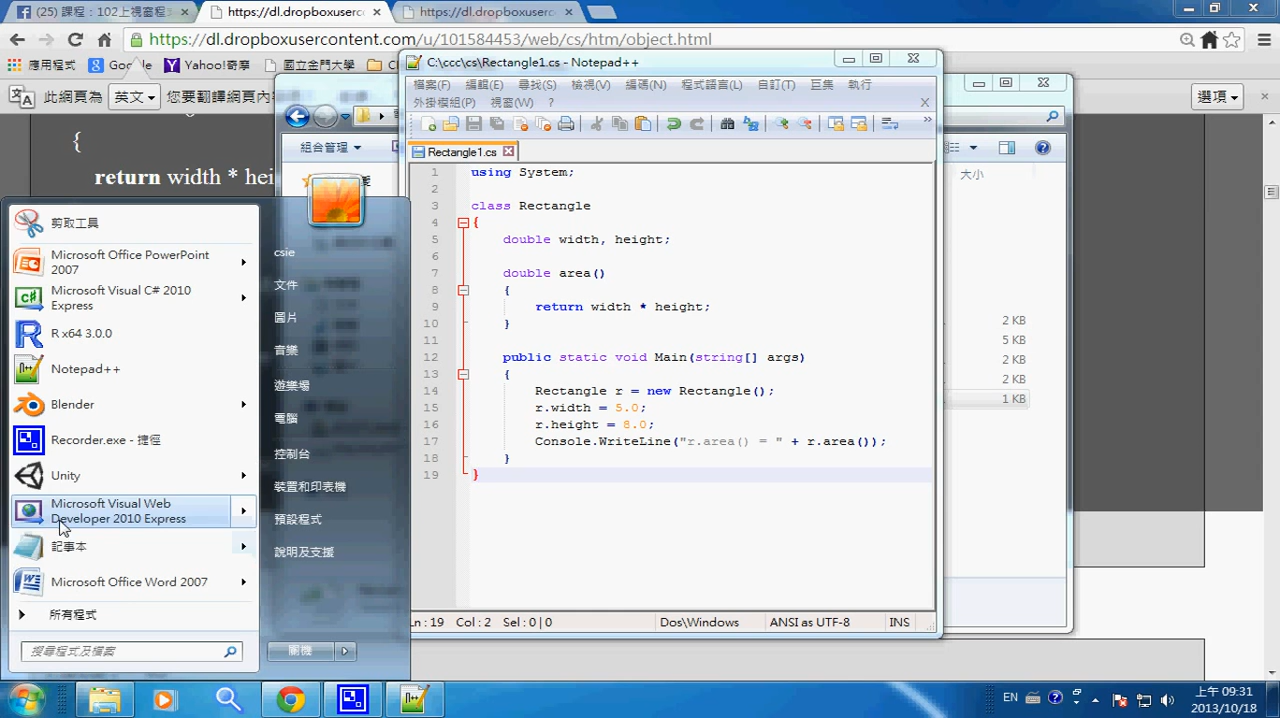 (25) 課程：102上視窗程式
https://dl.dropboxuserc
https://dl.dropboxuserc
https://dl.dropboxusercontent.com/u/101584453/web/cs/htm/object.html
應用程式
Google
Yahoo!奇摩
國立金門大學
此網頁為
英文
您要翻譯網頁內
選項
{
return width * hei
組合管理
大小
2 KB
5 KB
2 KB
2 KB
1 KB
C:\ccc\cs\Rectangle1.cs - Notepad++
檔案(F) 編輯(E) 尋找(S) 檢視(V) 編碼(N) 程式語言(L) 自訂(T) 巨集 執行
外掛模組(P) 視窗(W) ? X
Rectangle1.cs
1 using System;
2
3 class Rectangle
4 {
5 double width, height;
6
7 double area()
8 {
9 return width * height;
10 }
11
12 public static void Main(string[] args)
13 {
14 Rectangle r = new Rectangle();
15 r.width = 5.0;
16 r.height = 8.0;
17 Console.WriteLine("r.area() = " + r.area());
18 }
19 }
Ln : 19 Col : 2 Sel : 0 | 0
Dos\Windows
ANSI as UTF-8
INS
剪取工具
Microsoft Office PowerPoint
2007
Microsoft Visual C# 2010
Express
R x64 3.0.0
Notepad++
Blender
Recorder.exe - 捷徑
Unity
Microsoft Visual Web
Developer 2010 Express
記事本
Microsoft Office Word 2007
所有程式
搜尋程式及檔案
csie
文件
圖片
音樂
遊樂場
電腦
控制台
裝置和印表機
預設程式
說明及支援
關機
EN
上午 09:31
2013/10/18